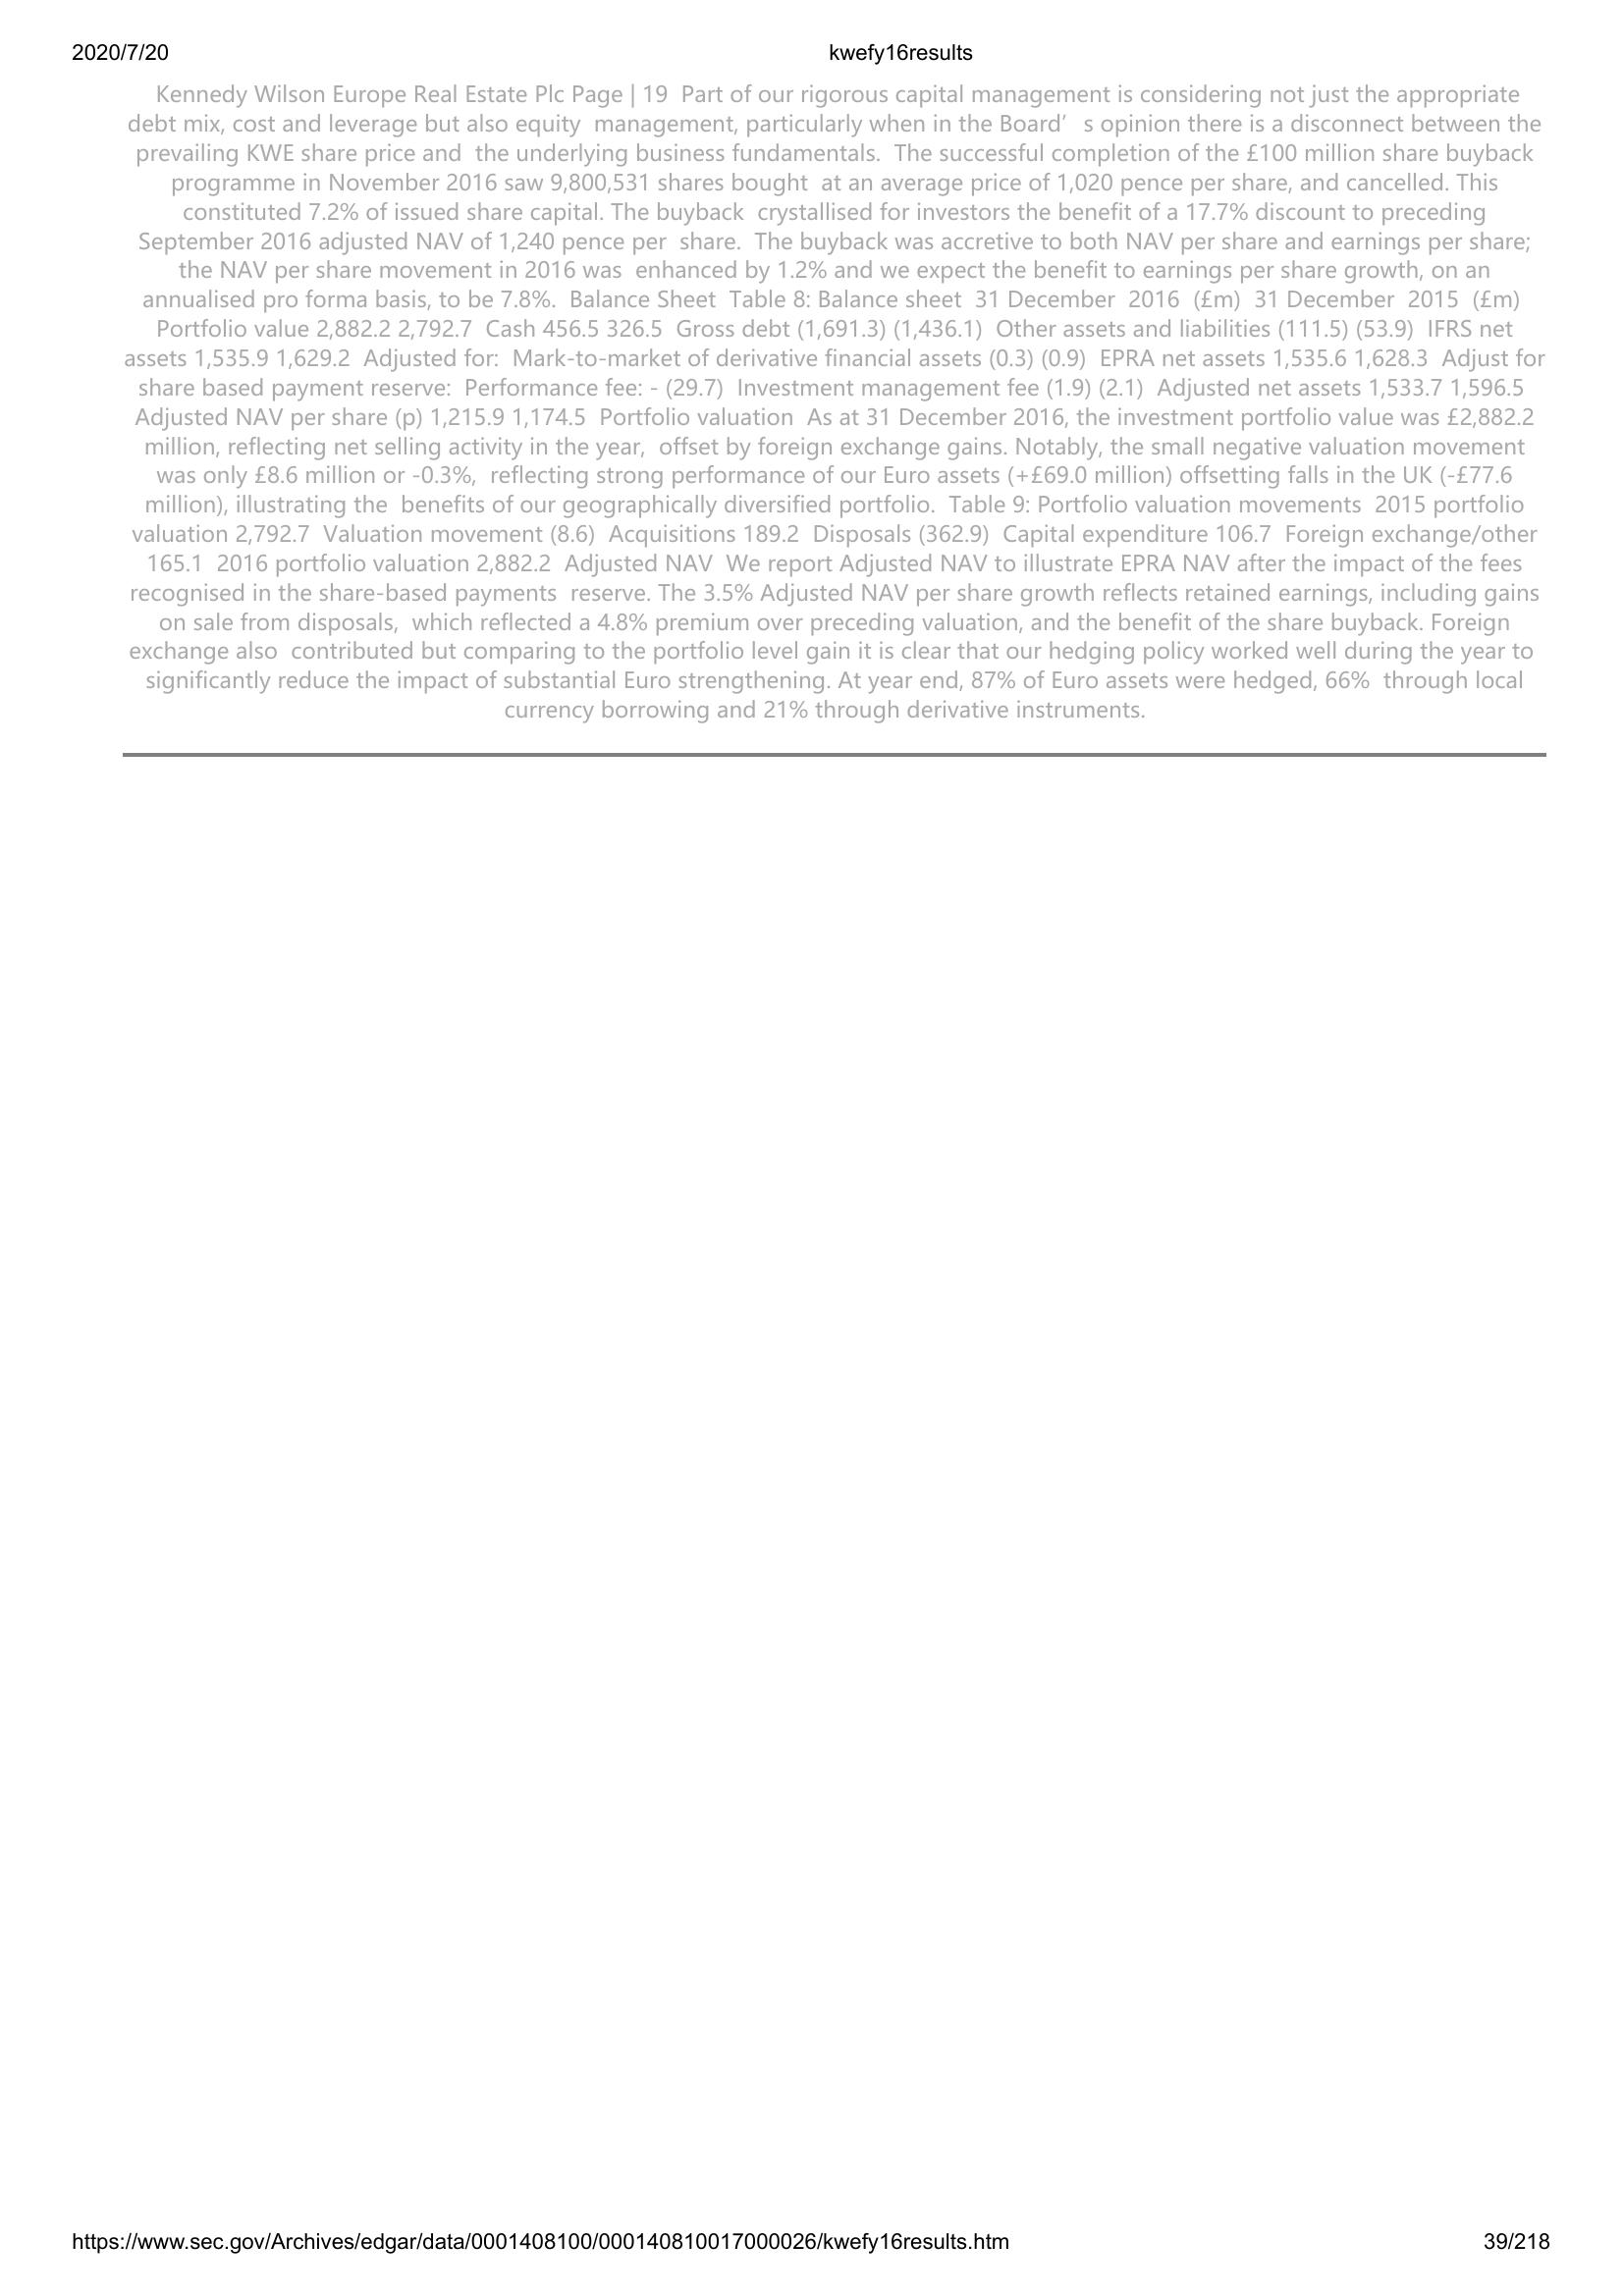 2020/7/20 kwefy16results
Kennedy Wilson Europe Real Estate Plc Page | 19 Part of our rigorous capital management is considering not just the appropriate
debt mix, cost and leverage but also equity management, particularly when in the Board’ s opinion there is a disconnect between the
prevailing KWE share price and the underlying business fundamentals. The successful completion of the £100 million share buyback
programme in November 2016 saw 9,800,531 shares bought at an average price of 1,020 pence per share, and cancelled. This
constituted 7.2% of issued share capital. The buyback crystallised for investors the benefit of a 17.7% discount to preceding
September 2016 adjusted NAV of 1,240 pence per share. The buyback was accretive to both NAV per share and earnings per share;
the NAV per share movement in 2016 was enhanced by 1.2% and we expect the benefit to earnings per share growth, on an
annualised pro forma basis, to be 7.8%. Balance Sheet Table 8: Balance sheet 31 December 2016 (£m) 31 December 2015 (£m)
Portfolio value 2,882.2 2,792.7 Cash 456.5 326.5 Gross debt (1,691.3) (1,436.1) Other assets and liabilities (111.5) (53.9) IFRS net
assets 1,535.9 1,629.2 Adjusted for: Mark-to-market of derivative financial assets (0.3) (0.9) EPRA net assets 1,535.6 1,628.3 Adjust for
share based payment reserve: Performance fee: - (29.7) Investment management fee (1.9) (2.1) Adjusted net assets 1,533.7 1,596.5
Adjusted NAV per share (p) 1,215.9 1,174.5 Portfolio valuation As at 31 December 2016, the investment portfolio value was £2,882.2
million, reflecting net selling activity in the year, offset by foreign exchange gains. Notably, the small negative valuation movement
was only £8.6 million or -0.3%, reflecting strong performance of our Euro assets (+£69.0 million) offsetting falls in the UK (-£77.6
million), illustrating the benefits of our geographically diversified portfolio. Table 9: Portfolio valuation movements 2015 portfolio
valuation 2,792.7 Valuation movement (8.6) Acquisitions 189.2 Disposals (362.9) Capital expenditure 106.7 Foreign exchange/other
165.1 2016 portfolio valuation 2,882.2 Adjusted NAV We report Adjusted NAV to illustrate EPRA NAV after the impact of the fees
recognised in the share-based payments reserve. The 3.5% Adjusted NAV per share growth reflects retained earnings, including gains
on sale from disposals, which reflected a 4.8% premium over preceding valuation, and the benefit of the share buyback. Foreign
exchange also contributed but comparing to the portfolio level gain it is clear that our hedging policy worked well during the year to
significantly reduce the impact of substantial Euro strengthening. At year end, 87% of Euro assets were hedged, 66% through local
currency borrowing and 21% through derivative instruments.
https://www.sec.gov/Archives/edgar/data/0001408100/000140810017000026/kwefy16results.htm 39/218